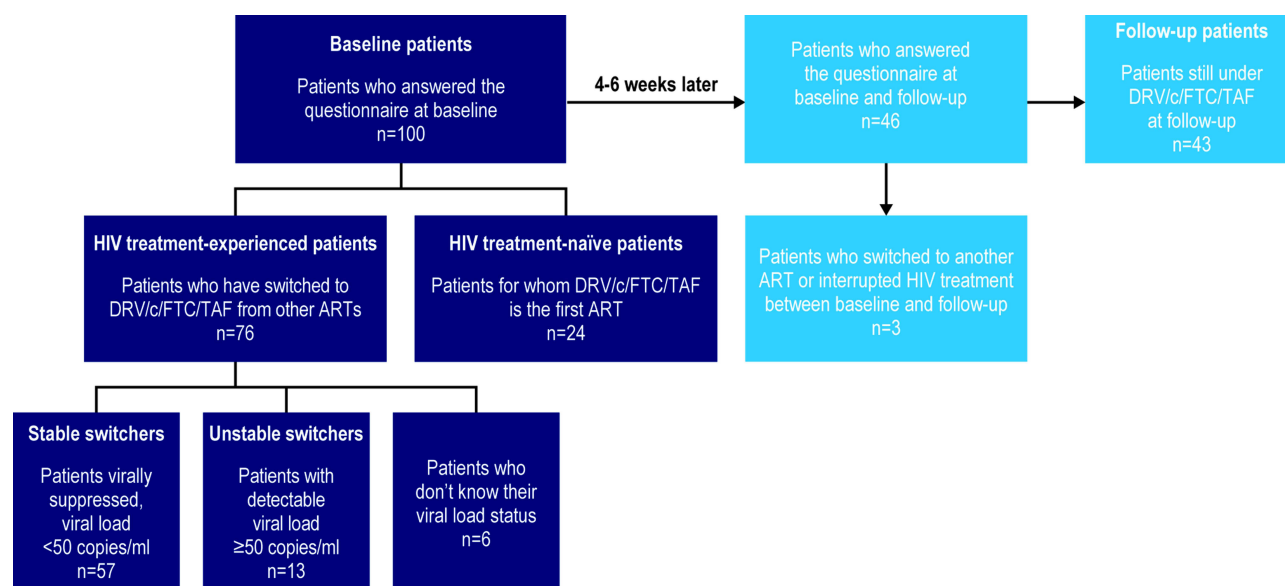 Baseline patients
Patients who answered the
questionnaire at baseline
n=100
4-6 weeks later
Patients who answered
the questionnaire at
baseline and follow-up
n=46
Follow-up patients
Patients still under
DRV/c/FTC/TAF
at follow-up
n=43
HIV treatment-experienced patients
Patients who have switched to
DRV/c/FTC/TAF from other ARTs
n=76
HIV treatment-naïve patients
Patients for whom DRV/c/FTC/TAF
is the first ART
n=24
Patients who switched to another
ART or interrupted HIV treatment
between baseline and follow-up
n=3
Stable switchers
Patients virally
suppressed,
viral load
<50 copies/ml
n=57
Unstable switchers
Patients with
detectable
viral load
≥50 copies/ml
n=13
Patients who
don’t know their
viral load status
n=6